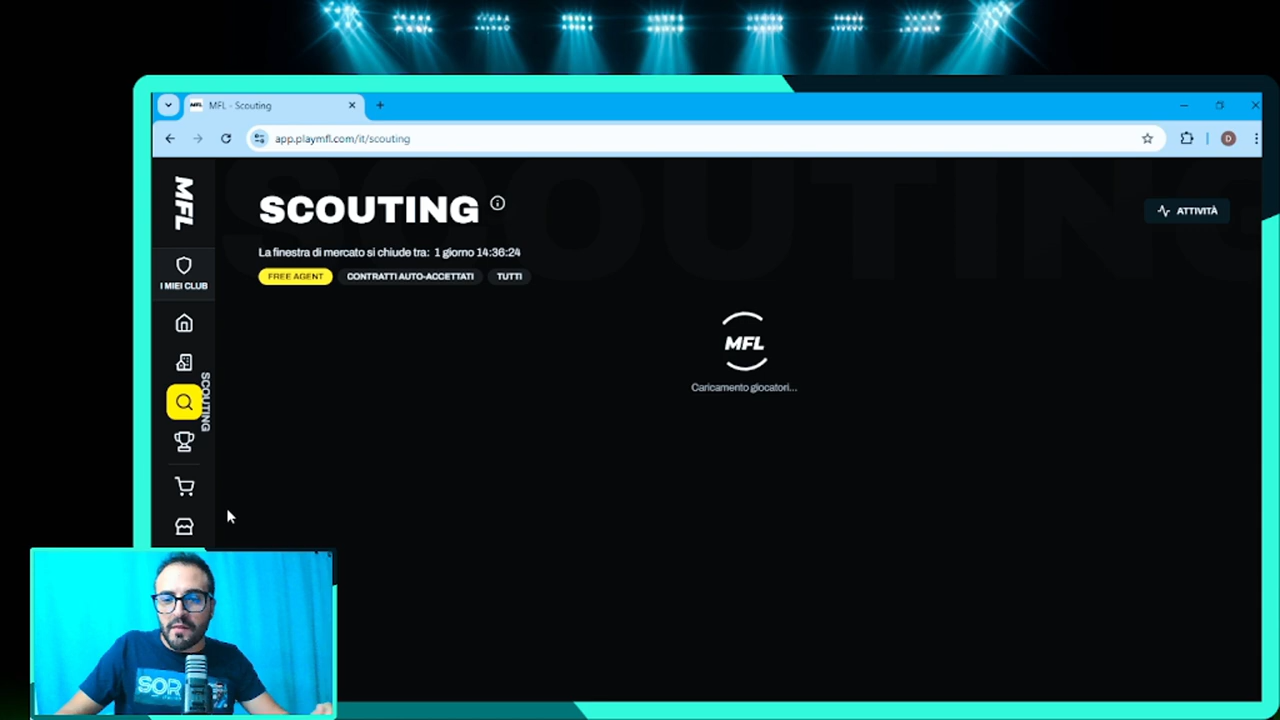 MFL - Scouting
app.playmfl.com/it/scouting
MFL
SCOUTING
ATTIVITÀ
La finestra di mercato si chiude tra: 1 giorno 14:36:24
FREE AGENT
CONTRATTI AUTO-ACCETTATI
TUTTI
I MIEI CLUB
MFL
Caricamento giocatori...
SCOUTING
SOR